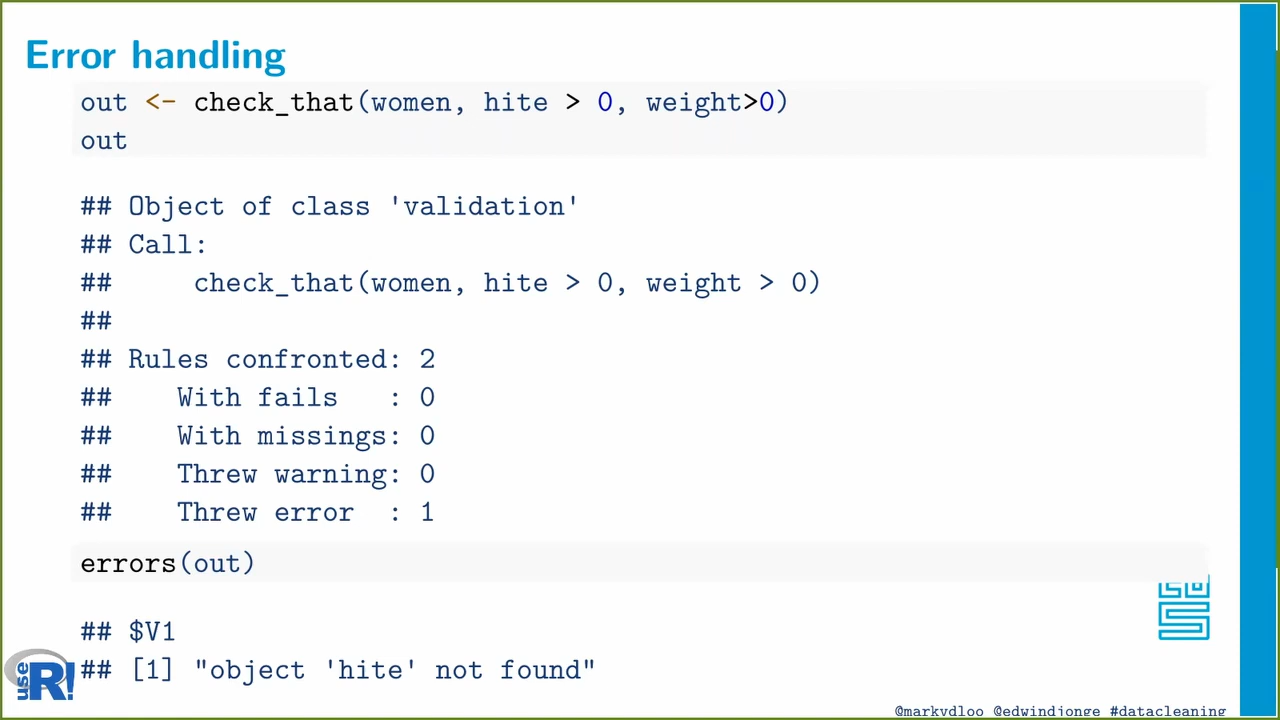 Error handling
out <- check_that(women, hite > 0, weight>0)
out
## Object of class 'validation'
## Call:
##     check_that(women, hite > 0, weight > 0)
##
## Rules confronted: 2
##    With fails   : 0
##    With missings: 0
##    Threw warning: 0
##    Threw error  : 1
errors(out)
## $V1
## [1] "object 'hite' not found"
use R!
@markvdloo @edwindjonge #datacleaning